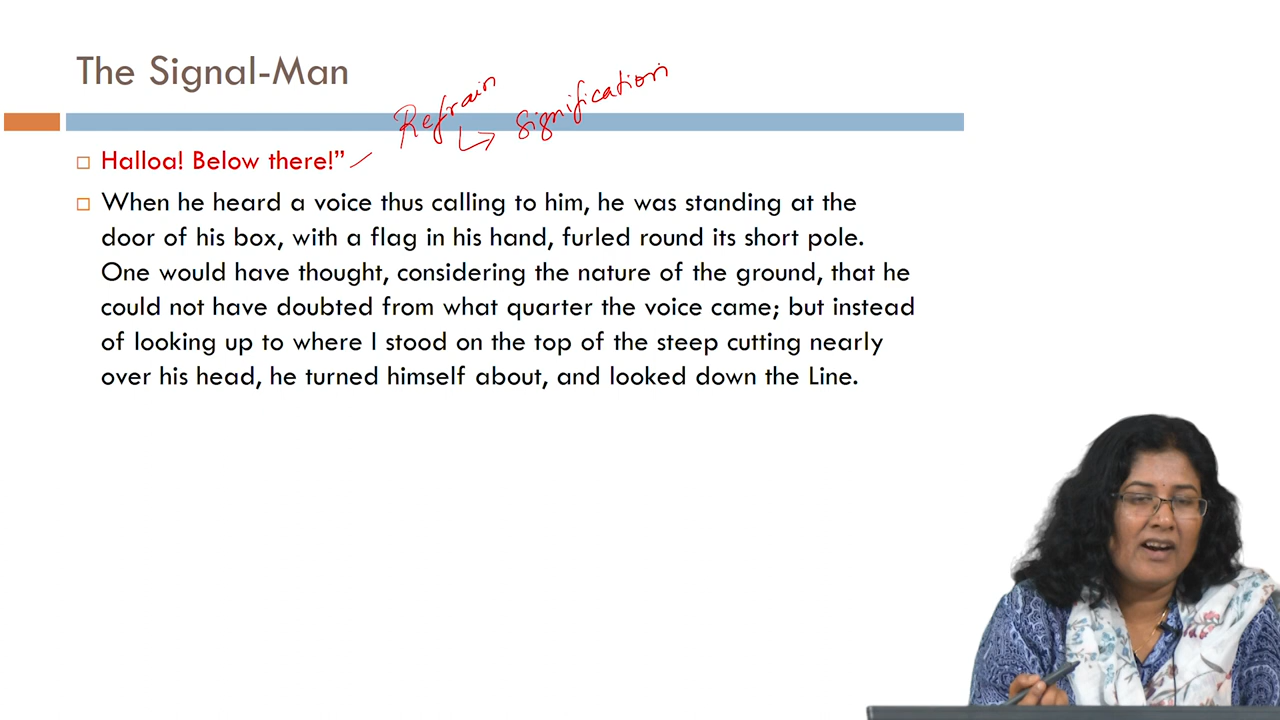 The Signal-Man
Refrain
↳ Signification
Halloa! Below there!”
When he heard a voice thus calling to him, he was standing at the
door of his box, with a flag in his hand, furled round its short pole.
One would have thought, considering the nature of the ground, that he
could not have doubted from what quarter the voice came; but instead
of looking up to where I stood on the top of the steep cutting nearly
over his head, he turned himself about, and looked down the Line.